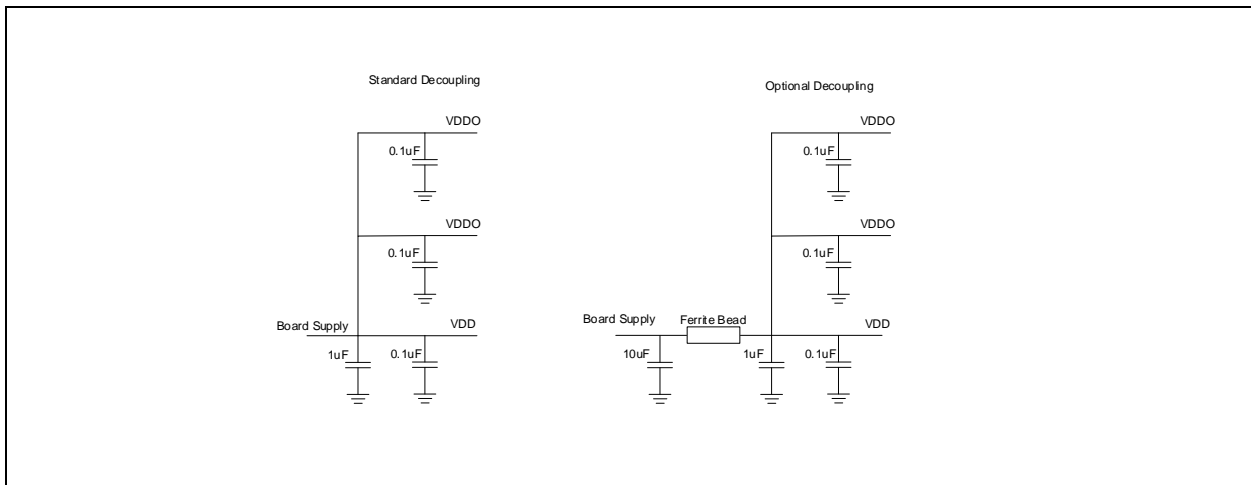 Standard Decoupling
VDDO
0.1uF
VDDO
0.1uF
Board Supply
VDD
1uF
0.1uF
Optional Decoupling
VDDO
0.1uF
VDDO
0.1uF
Board Supply
Ferrite Bead
VDD
10uF
1uF
0.1uF